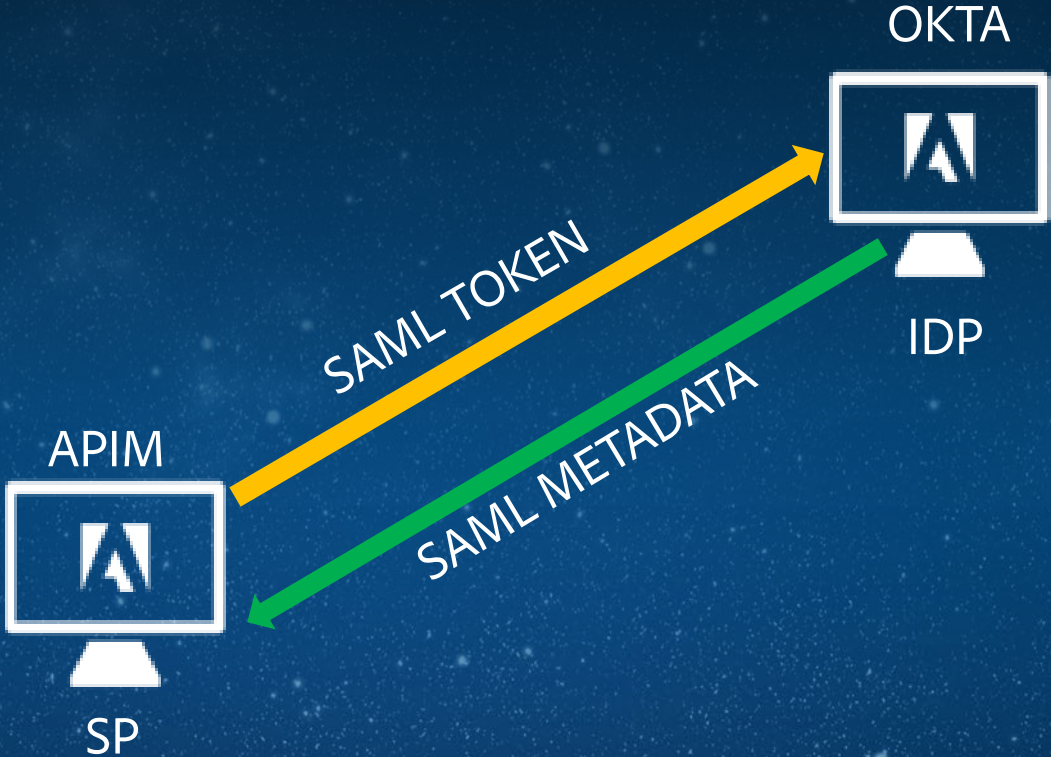 OKTA
IDP
SAML TOKEN
SAML METADATA
APIM
SP